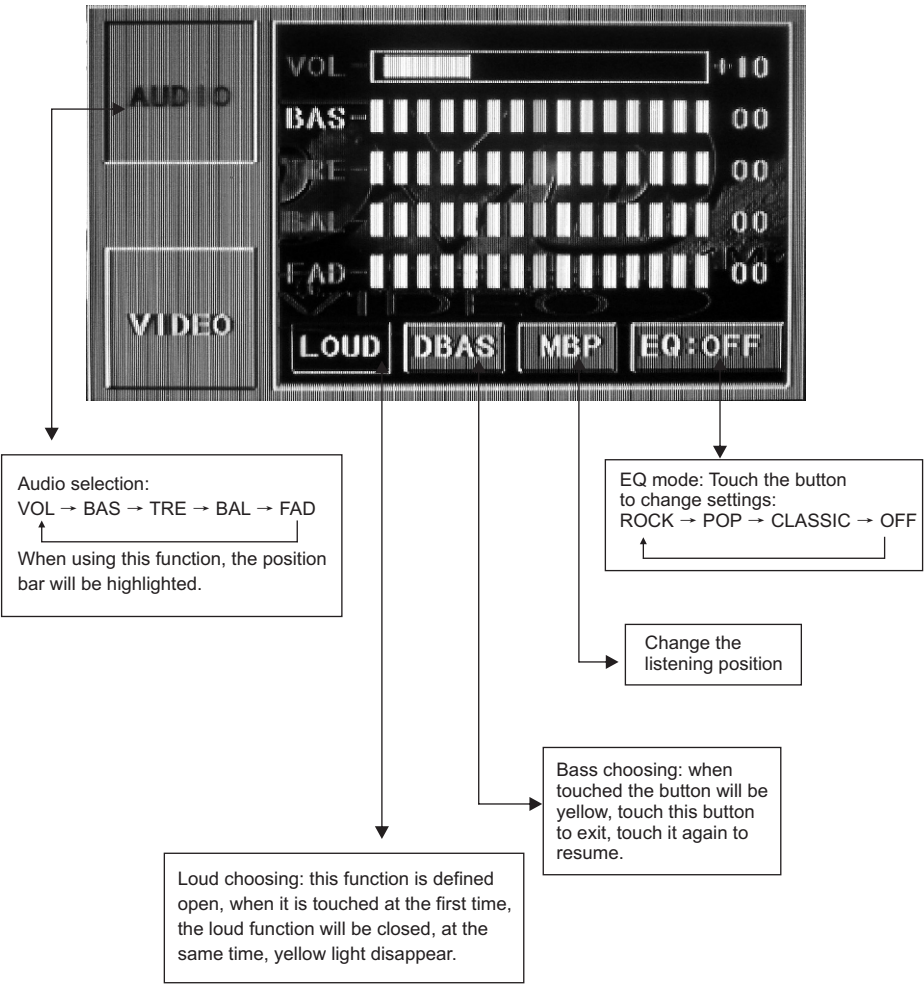 AUDIO
VIDEO
VOL +10
BAS 00
TRE 00
BAL 00
FAD 00
LOUD DBAS MBP EQ:OFF
Audio selection:
VOL → BAS → TRE → BAL → FAD
When using this function, the position
bar will be highlighted.
EQ mode: Touch the button
to change settings:
ROCK → POP → CLASSIC → OFF
Change the
listening position
Bass choosing: when
touched the button will be
yellow, touch this button
to exit, touch it again to
resume.
Loud choosing: this function is defined
open, when it is touched at the first time,
the loud function will be closed, at the
same time, yellow light disappear.